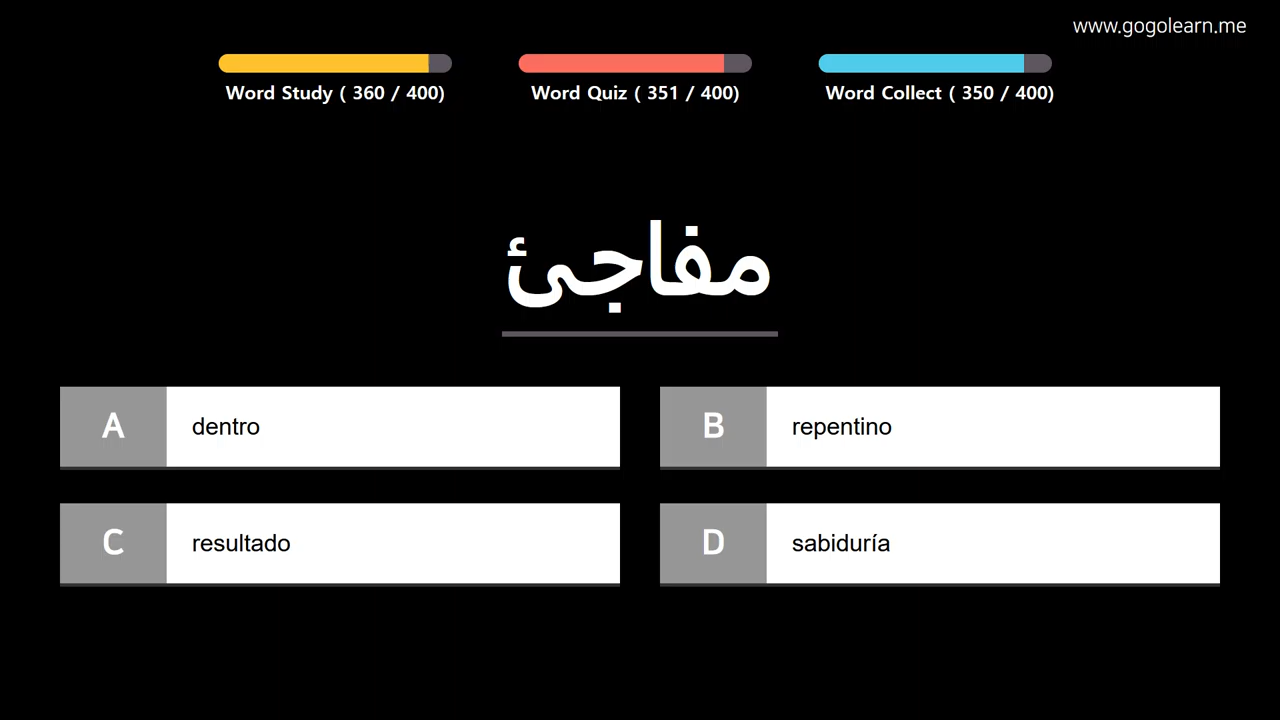 www.gogolearn.me
Word Study ( 360 / 400)
Word Quiz ( 351 / 400)
Word Collect ( 350 / 400)
مفاجئ
A dentro
B repentino
C resultado
D sabiduría